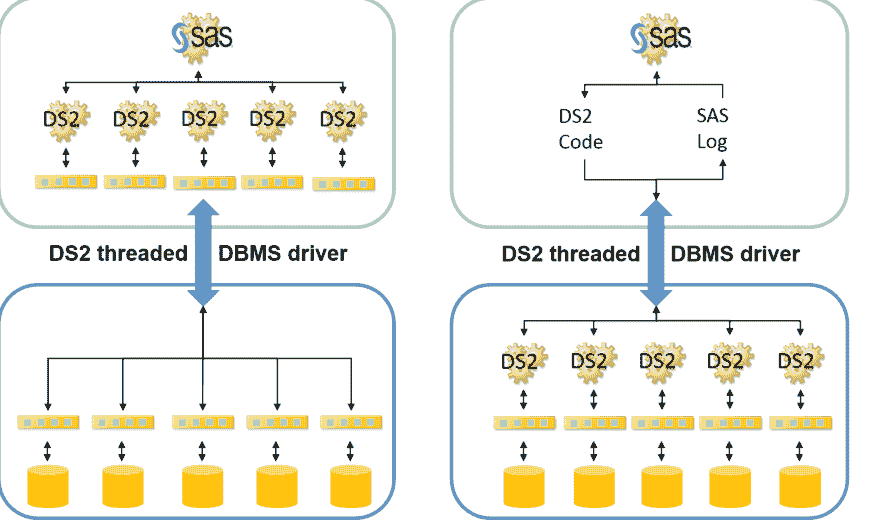 sas
DS2 DS2 DS2 DS2 DS2
DS2 threaded DBMS driver
sas
DS2 SAS
Code Log
DS2 threaded DBMS driver
DS2 DS2 DS2 DS2 DS2